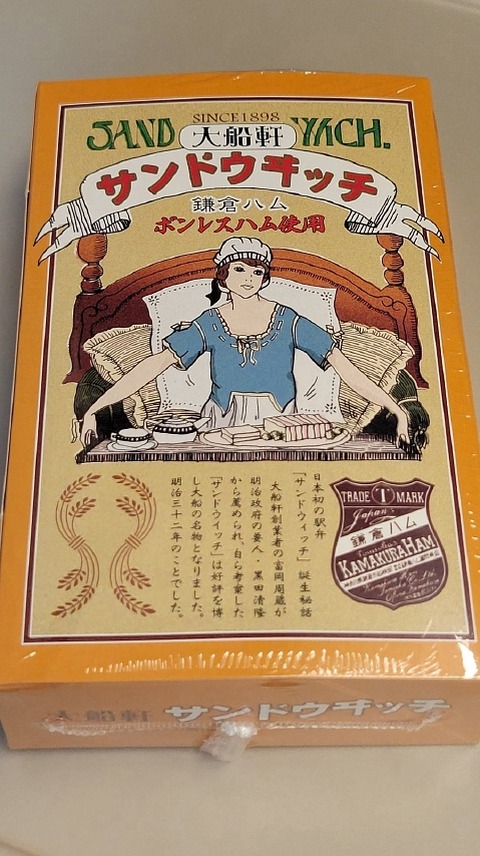 SINCE1898
SAND WICH.
大船軒
サンドウヰッチ
鎌倉ハム
ボンレスハム使用
日本初の駅弁
「サンドウイッチ」誕生秘話
大船軒創業者の富岡周蔵が
明治政府の要人・黒田清隆
から薦められ、自ら考案した
「サンドウイッチ」は好評を博
し大船の名物となりました。
明治三十二年のことでした。
TRADE T MARK
Japan's
鎌倉ハム
KAMAKURA HAM
大船軒 サンドウヰッチ